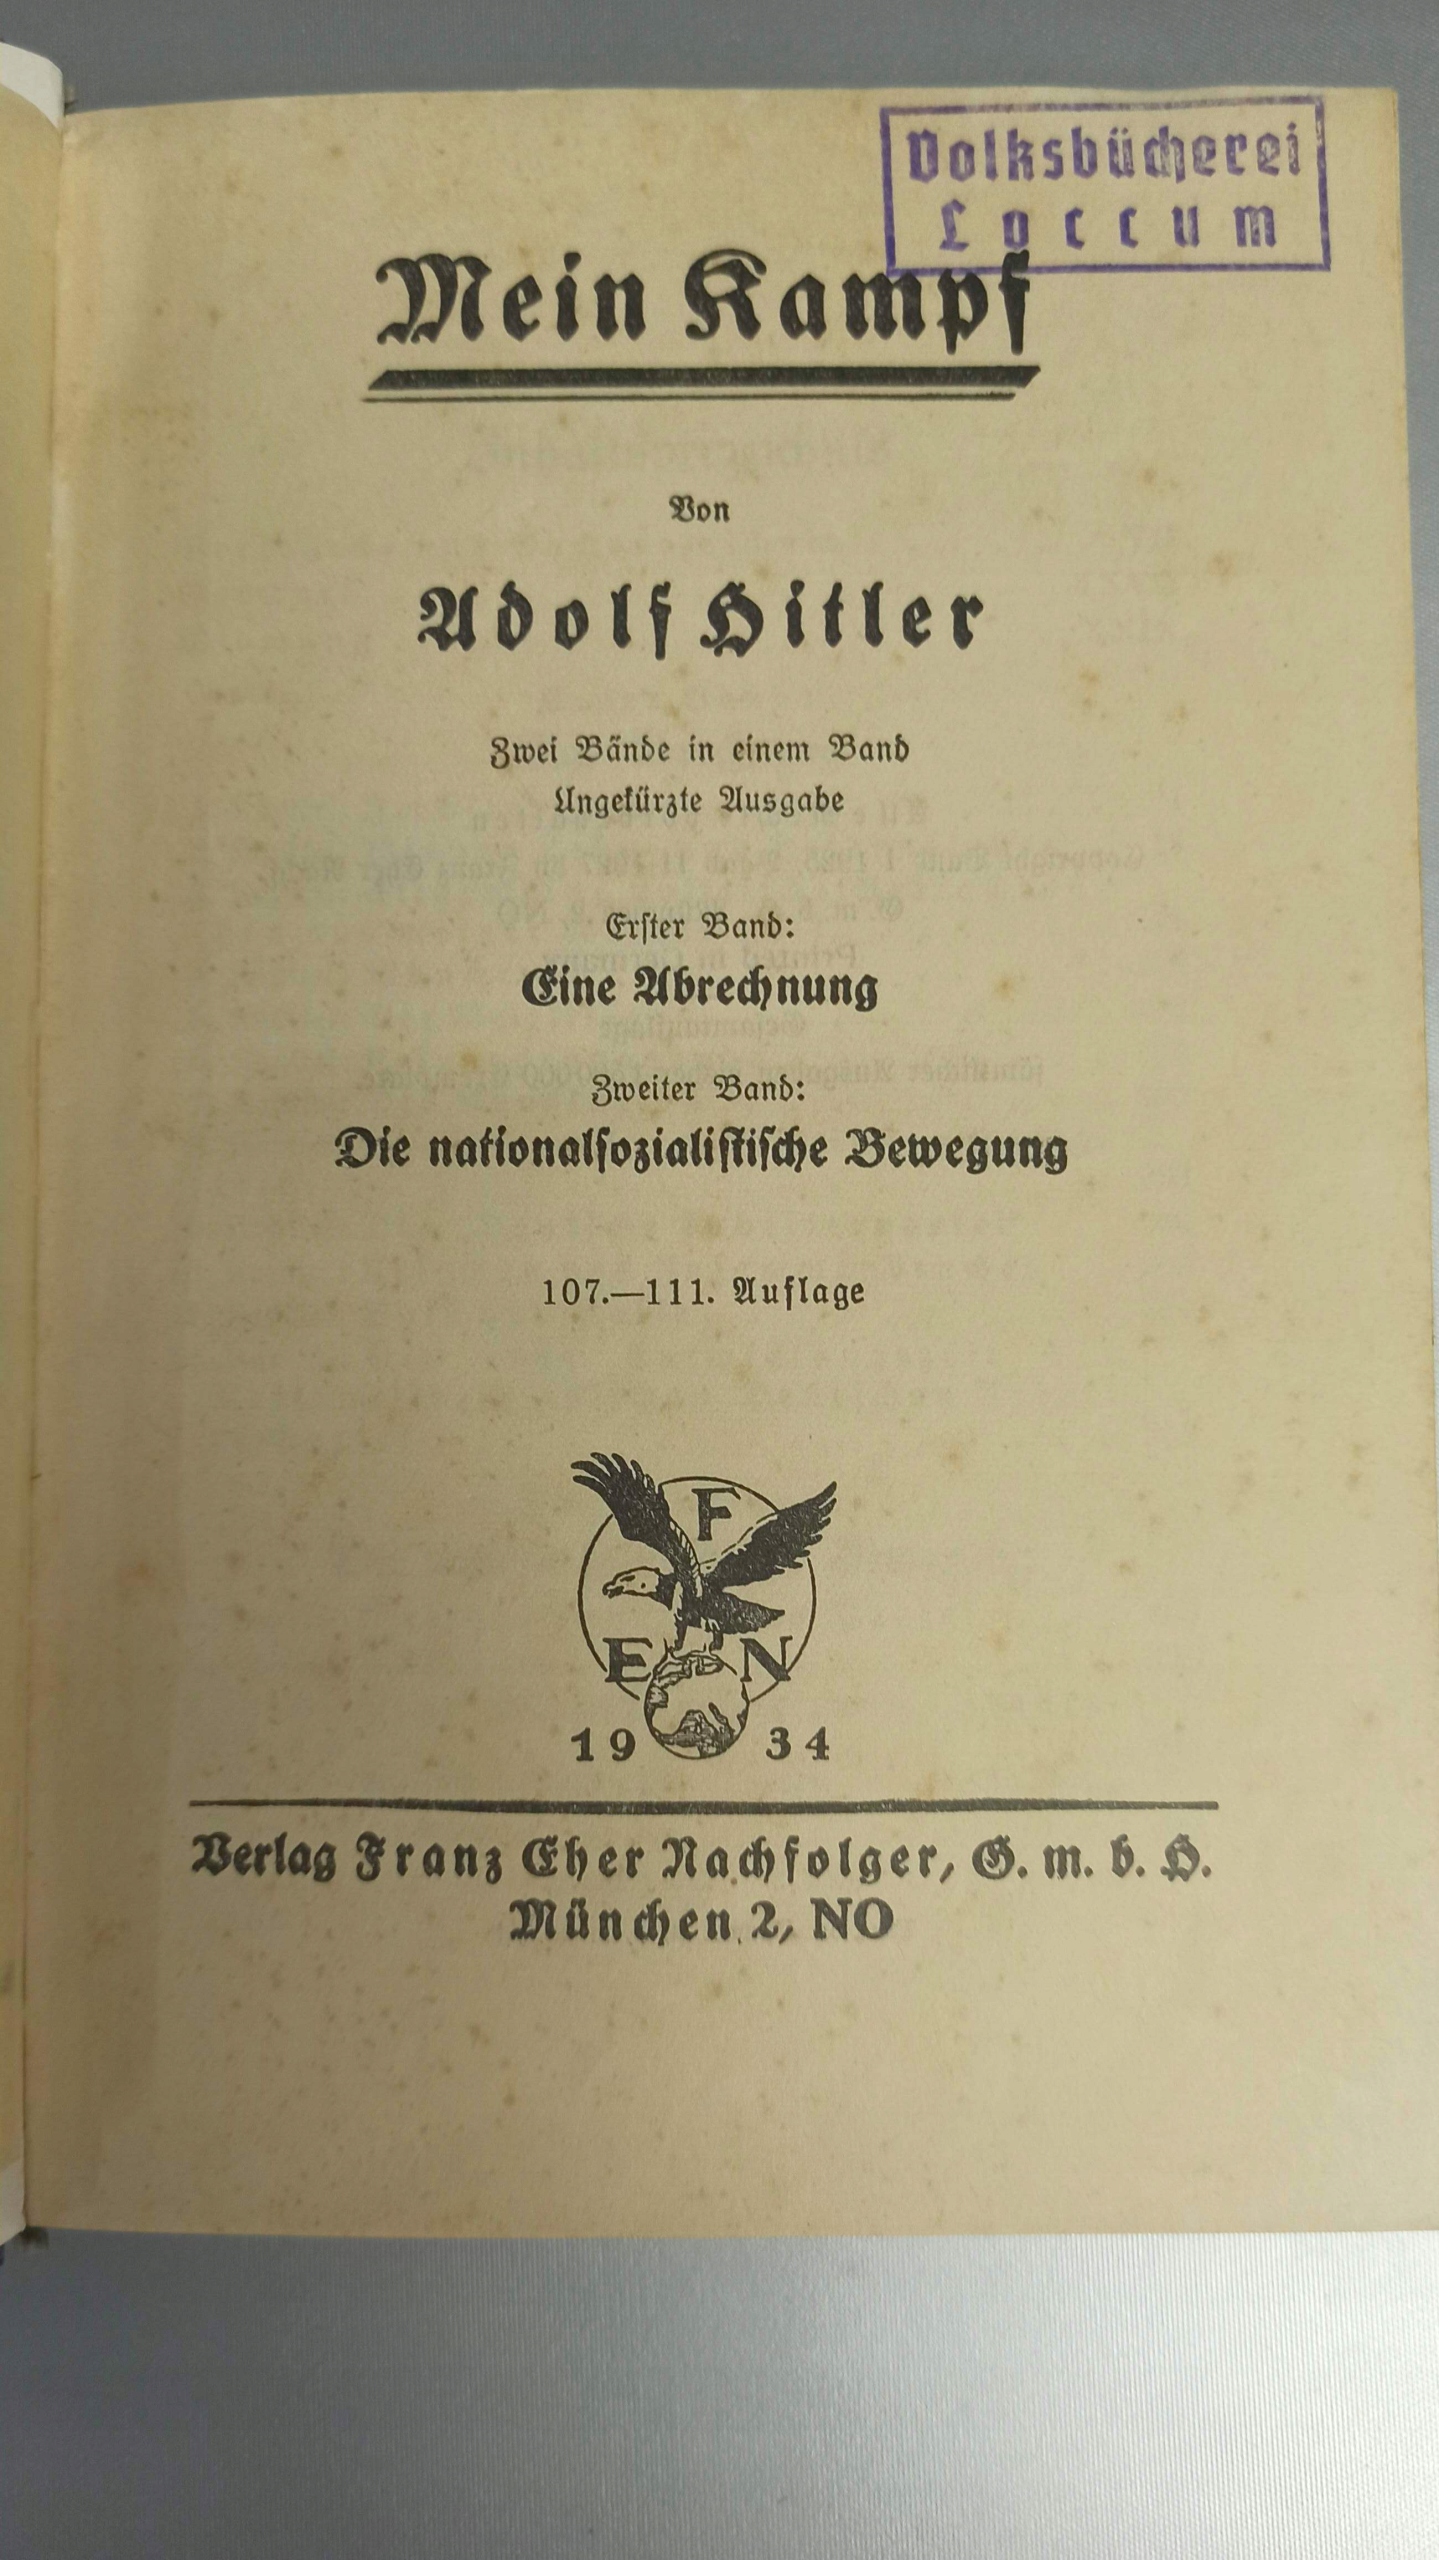 Volksbücherei
Loccum
Mein Kampf
Von
Adolf Hitler
Zwei Bände in einem Band
Ungekürzte Ausgabe
Erster Band:
Eine Abrechnung
Zweiter Band:
Die nationalsozialistische Bewegung
107.—111. Auflage
F
E N
19 34
Verlag Franz Eher Nachfolger, G. m. b. H.
München 2, NO